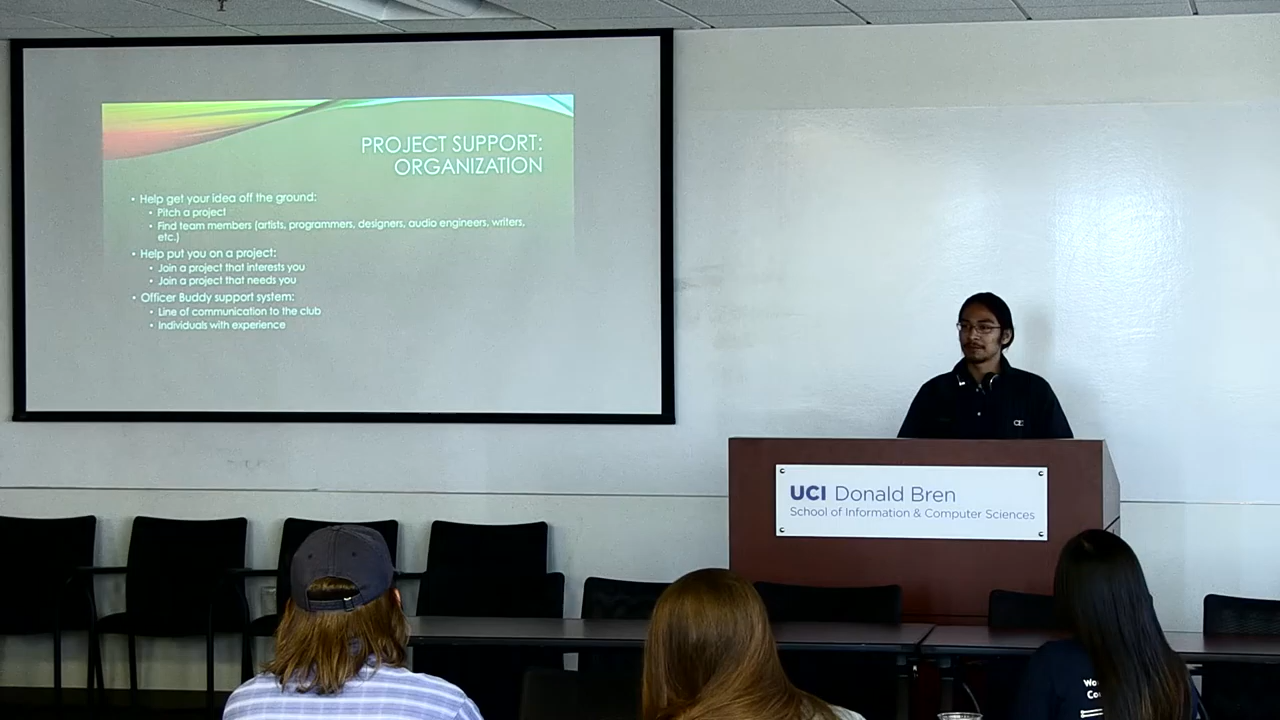 PROJECT SUPPORT:
ORGANIZATION
• Help get your idea off the ground:
• Pitch a project
• Find team members (artists, programmers, designers, audio engineers, writers,
etc.)
• Help put you on a project:
• Join a project that interests you
• Join a project that needs you
• Officer Buddy support system:
• Line of communication to the club
• Individuals with experience
UCI Donald Bren
School of Information & Computer Sciences